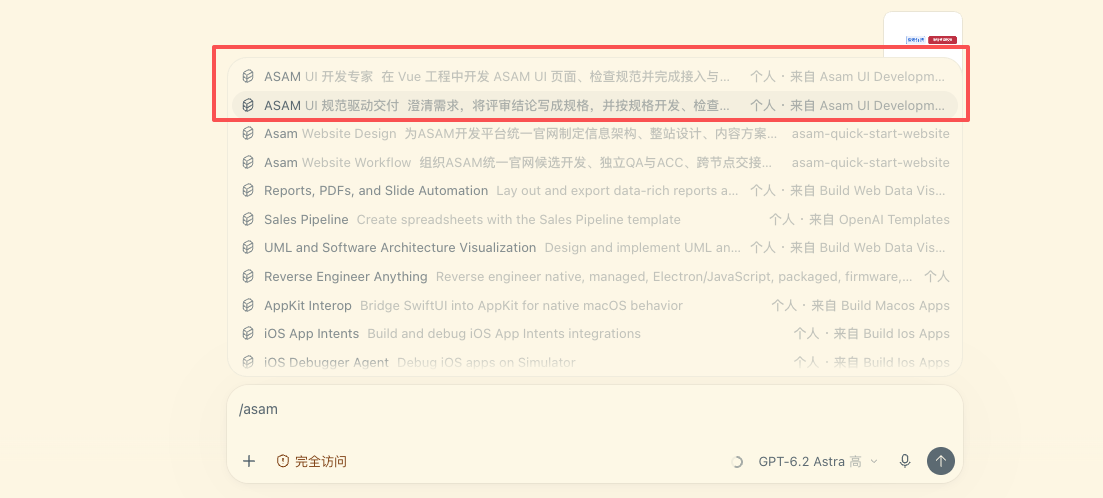 ASAM UI 开发专家 在 Vue 工程中开发 ASAM UI 页面、检查规范并完成接入与... 个人 · 来自 Asam UI Developm...
ASAM UI 规范驱动交付 澄清需求，将评审结论写成规格，并按规格开发、检查... 个人 · 来自 Asam UI Developm...
Asam Website Design 为ASAM开发平台统一官网制定信息架构、整站设计、内容方案... asam-quick-start-website
Asam Website Workflow 组织ASAM统一官网候选开发、独立QA与ACC、跨节点交接... asam-quick-start-website
Reports, PDFs, and Slide Automation Lay out and export data-rich reports a... 个人 · 来自 Build Web Data Vis...
Sales Pipeline Create spreadsheets with the Sales Pipeline template 个人 · 来自 OpenAI Templates
UML and Software Architecture Visualization Design and implement UML an... 个人 · 来自 Build Web Data Vis...
Reverse Engineer Anything Reverse engineer native, managed, Electron/JavaScript, packaged, firmware,... 个人
AppKit Interop Bridge SwiftUI into AppKit for native macOS behavior 个人 · 来自 Build Macos Apps
iOS App Intents Build and debug iOS App Intents integrations 个人 · 来自 Build Ios Apps
iOS Debugger Agent Debug iOS apps on Simulator 个人 · 来自 Build Ios Apps
/asam
完全访问 GPT-6.2 Astra 高